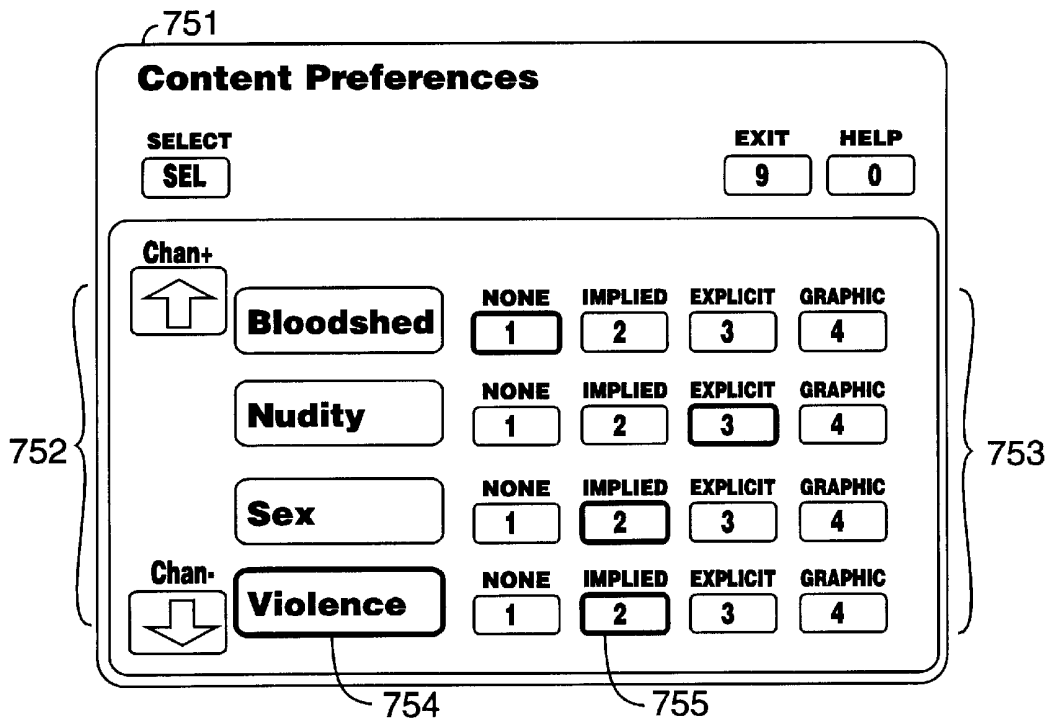 751
Content Preferences
SELECT EXIT HELP
SEL 9 0
Chan+
NONE IMPLIED EXPLICIT GRAPHIC
Bloodshed 1 2 3 4
NONE IMPLIED EXPLICIT GRAPHIC
Nudity 1 2 3 4
752 753
NONE IMPLIED EXPLICIT GRAPHIC
Sex 1 2 3 4
Chan-
NONE IMPLIED EXPLICIT GRAPHIC
Violence 1 2 3 4
754 755